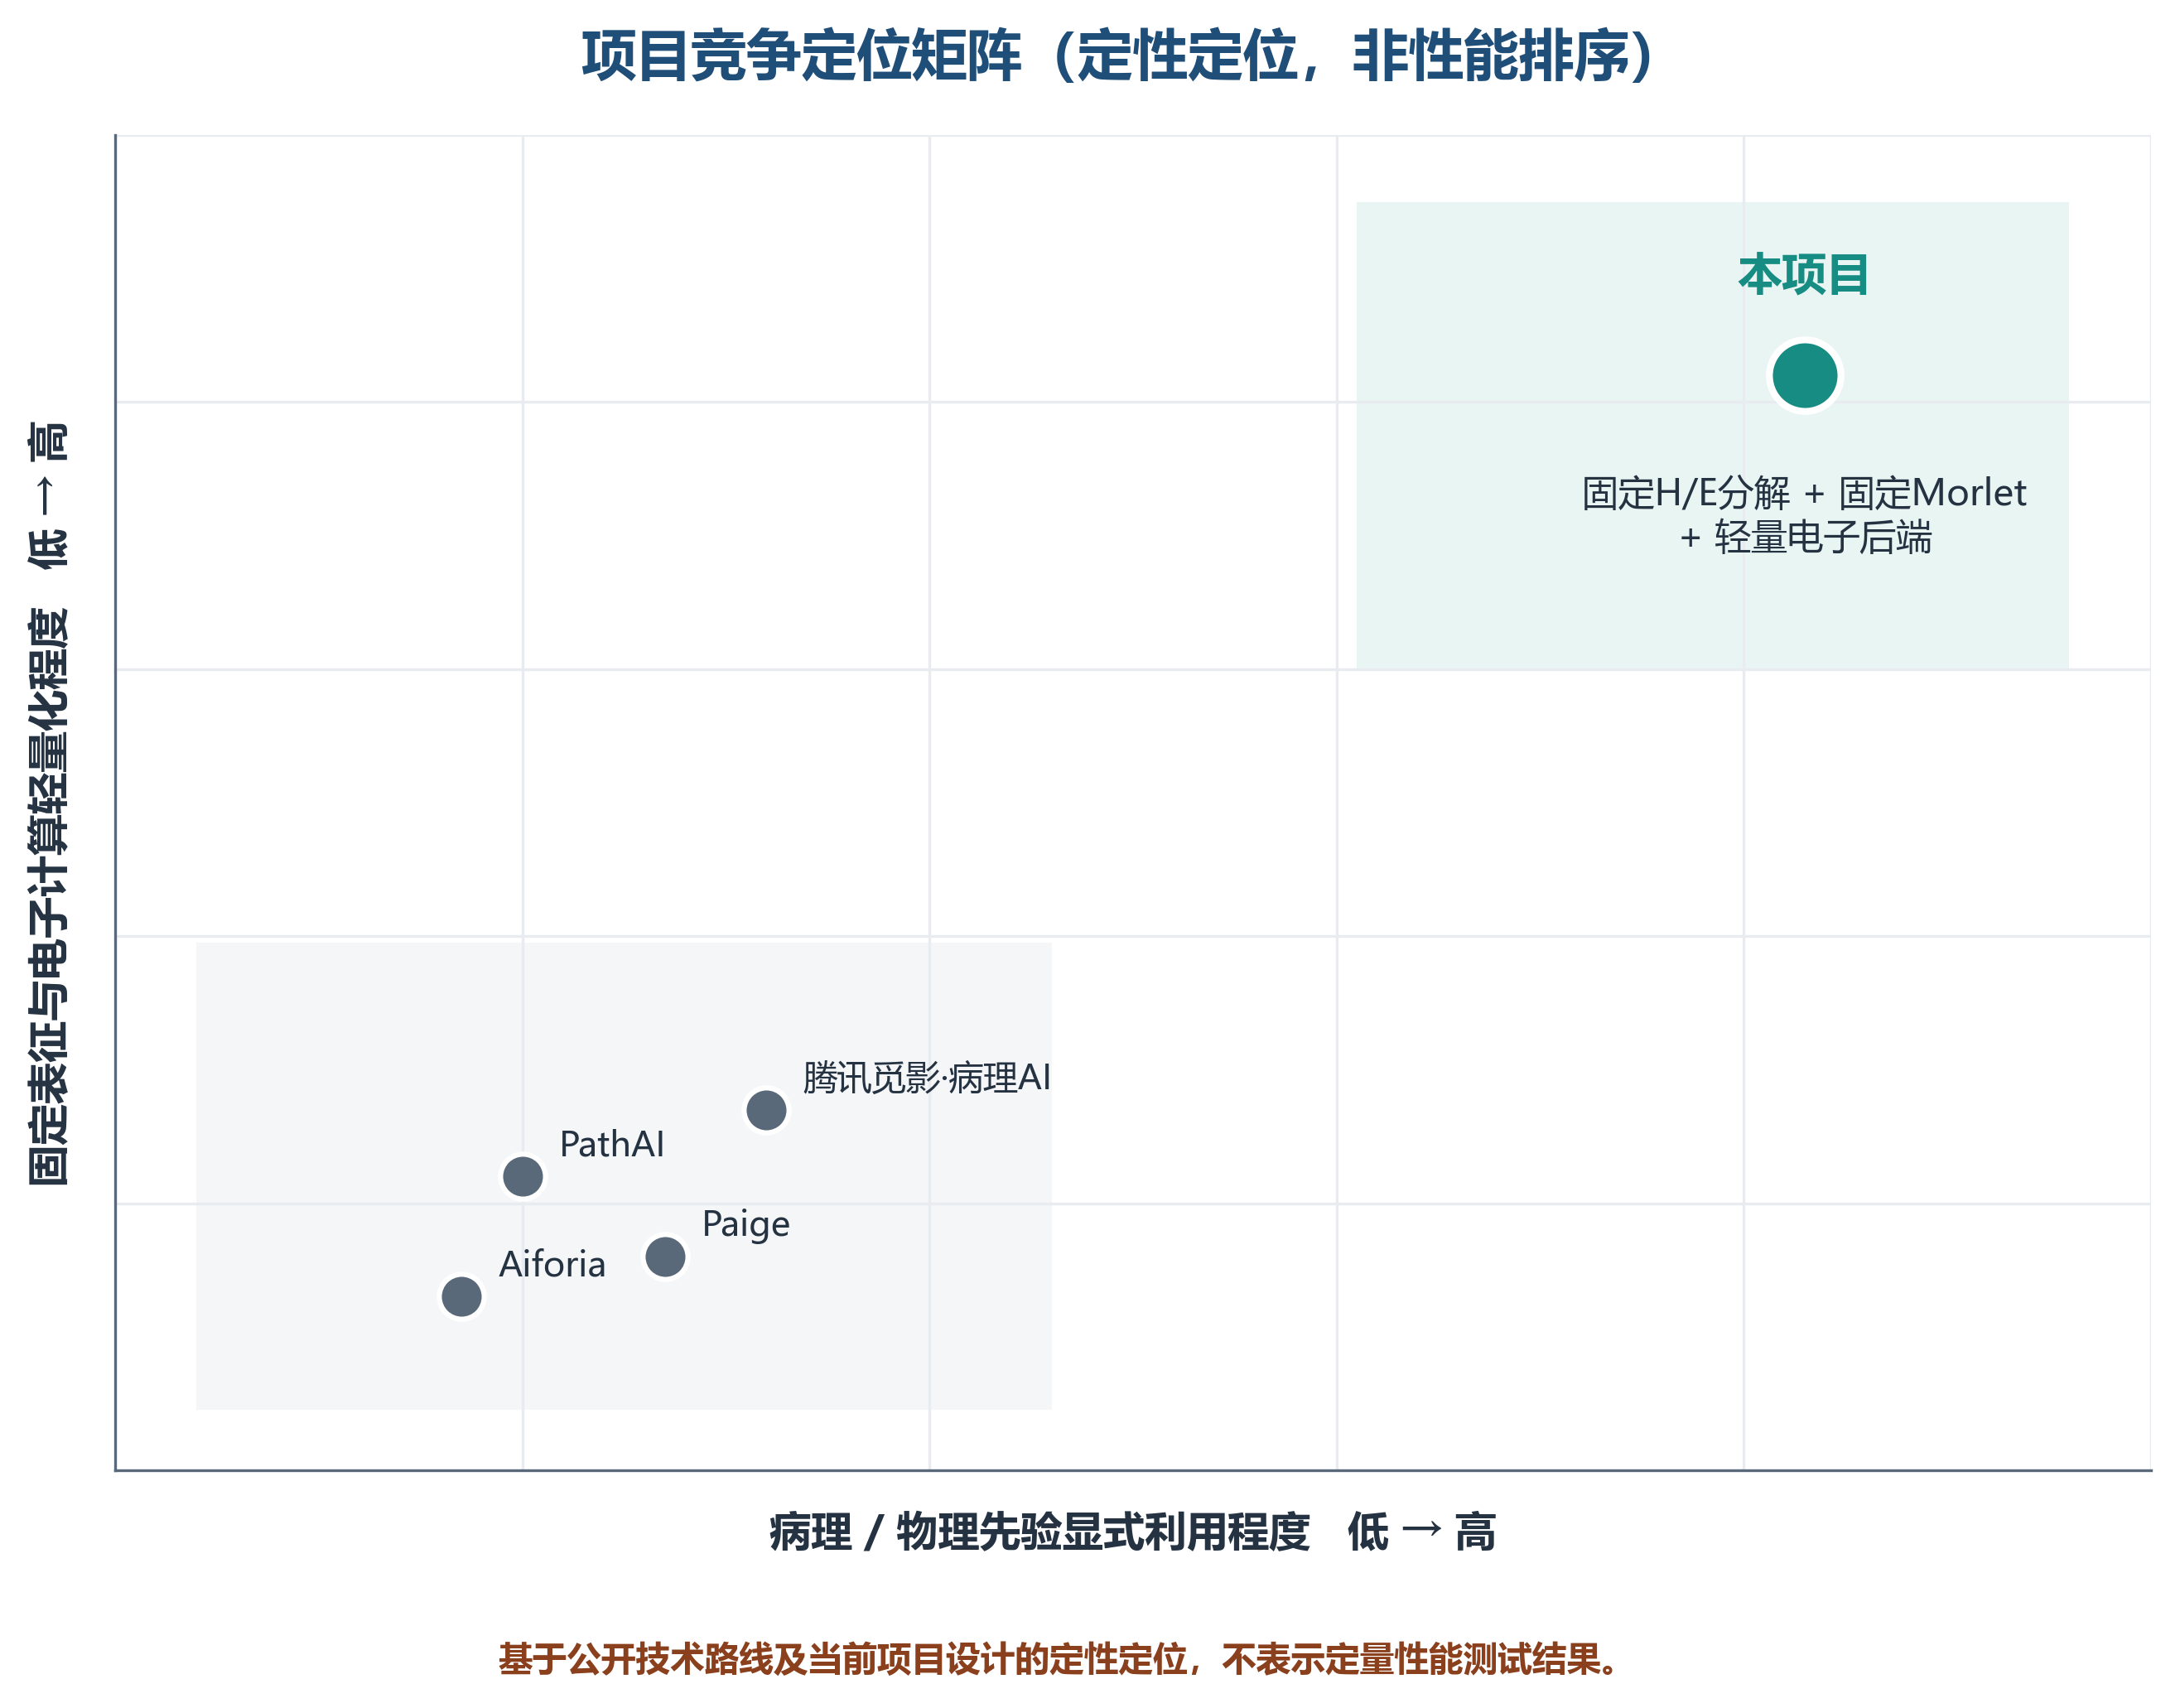 项目竞争定位矩阵（定性定位，非性能排序）
固定表征与电子计算轻量化程度 低 → 高
本项目
固定H/E分解 + 固定Morlet
+ 轻量电子后端
腾讯觅影·病理AI
PathAI
Paige
Aiforia
病理 / 物理先验显式利用程度 低 → 高
基于公开技术路线及当前项目设计的定性定位，不表示定量性能测试结果。